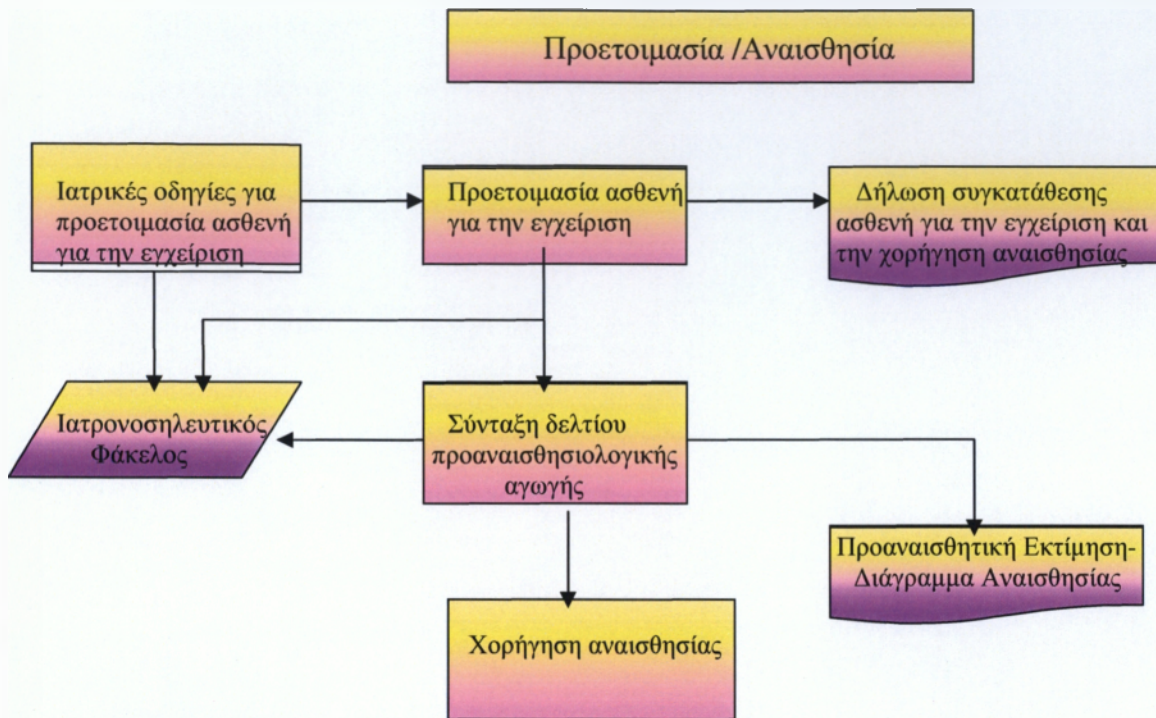 Προετοιμασία /Αναισθησία
Ιατρικές οδηγίες για
προετοιμασία ασθενή
για την εγχείριση
Προετοιμασία ασθενή
για την εγχείριση
Δήλωση συγκατάθεσης
ασθενή για την εγχείριση και
την χορήγηση αναισθησίας
Ιατρονοσηλευτικός
Φάκελος
Σύνταξη δελτίου
προαναισθησιολογικής
αγωγής
Προαναισθητική Εκτίμηση-
Διάγραμμα Αναισθησίας
Χορήγηση αναισθησίας